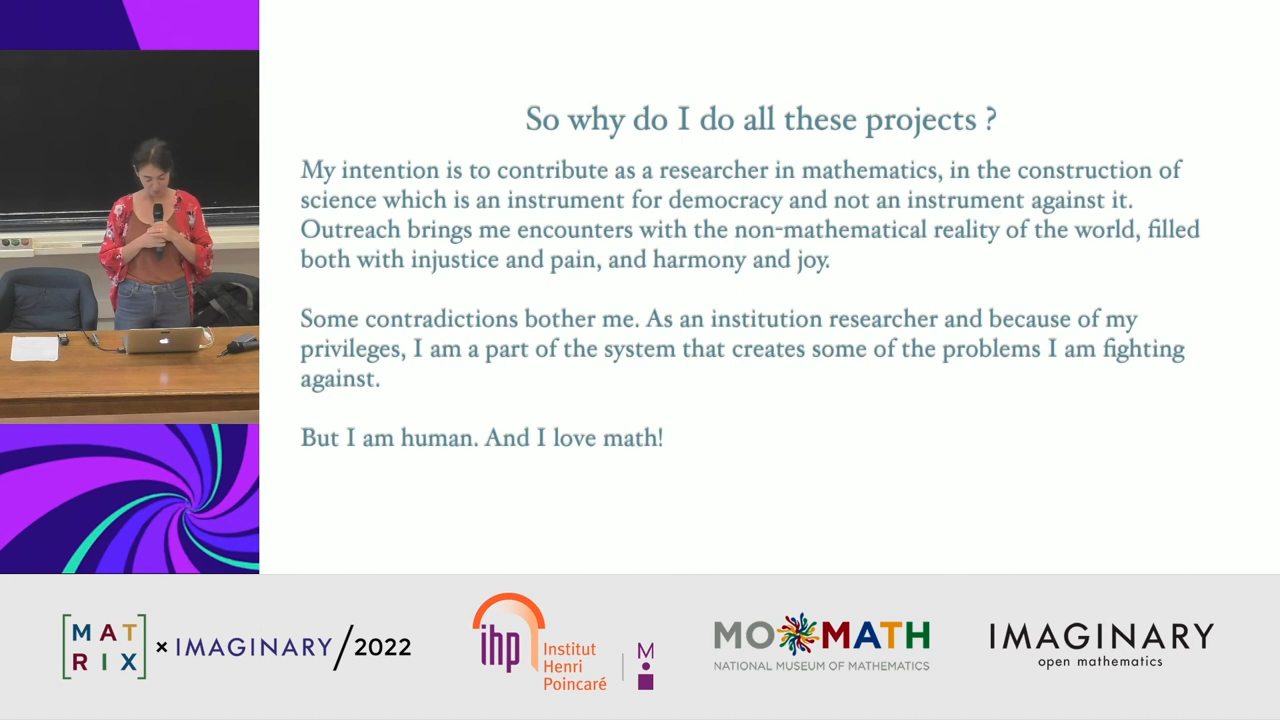 So why do I do all these projects ?
My intention is to contribute as a researcher in mathematics, in the construction of
science which is an instrument for democracy and not an instrument against it.
Outreach brings me encounters with the non-mathematical reality of the world, filled
both with injustice and pain, and harmony and joy.
Some contradictions bother me. As an institution researcher and because of my
privileges, I am a part of the system that creates some of the problems I am fighting
against.
But I am human. And I love math!
[MAT
RIX] × IMAGINARY/2022
ihp Institut
Henri
Poincaré
M
MOMATH
NATIONAL MUSEUM OF MATHEMATICS
IMAGINARY
open mathematics